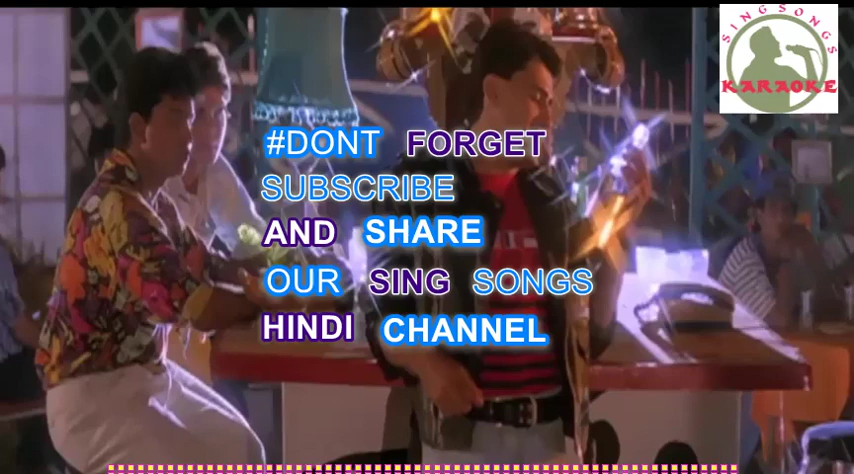 SING SONGS
KARAOKE
#DONT FORGET
SUBSCRIBE
AND SHARE
OUR SING SONGS
HINDI CHANNEL